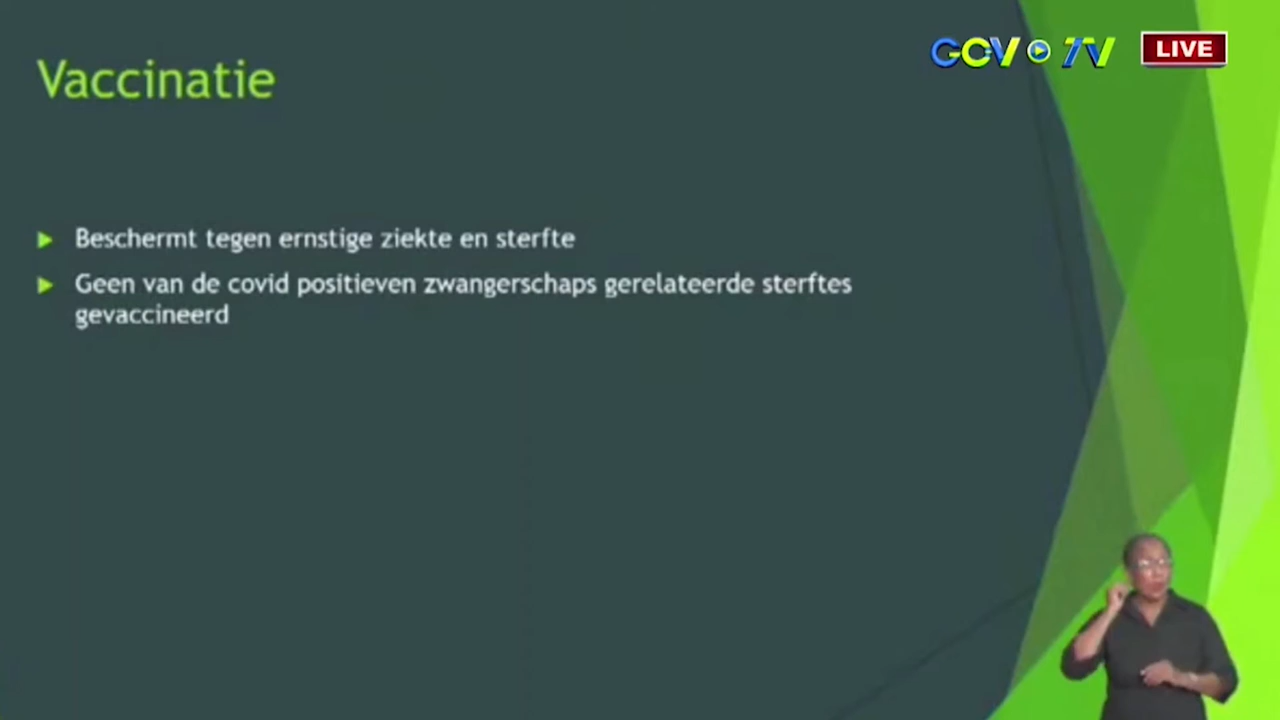 GOV TV LIVE
Vaccinatie
Beschermt tegen ernstige ziekte en sterfte
Geen van de covid positieven zwangerschaps gerelateerde sterftes
gevaccineerd